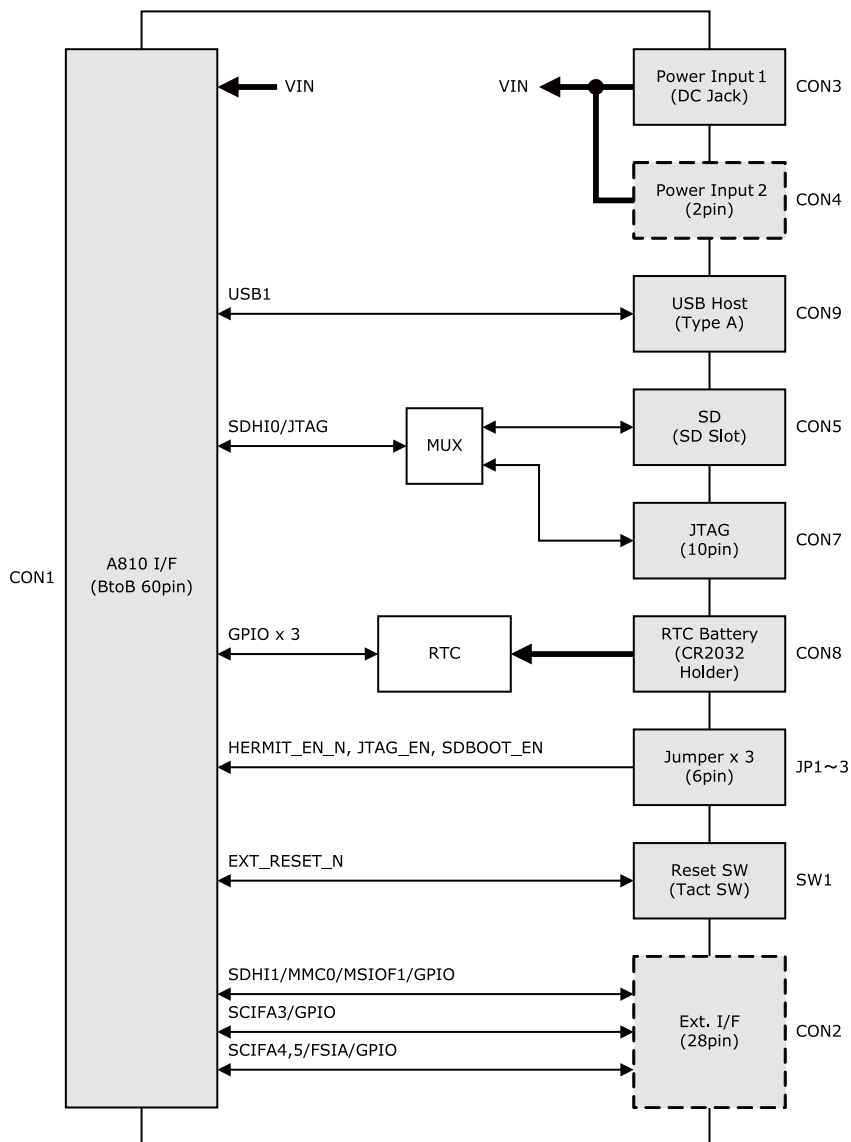 Power Input 1
(DC Jack)
CON3
VIN
VIN
Power Input 2
(2pin)
CON4
USB1
USB Host
(Type A)
CON9
SDHI0/JTAG
MUX
SD
(SD Slot)
CON5
JTAG
(10pin)
CON7
CON1
A810 I/F
(BtoB 60pin)
GPIO x 3
RTC
RTC Battery
(CR2032
Holder)
CON8
HERMIT_EN_N, JTAG_EN, SDBOOT_EN
Jumper x 3
(6pin)
JP1～3
EXT_RESET_N
Reset SW
(Tact SW)
SW1
SDHI1/MMC0/MSIOF1/GPIO
SCIFA3/GPIO
SCIFA4,5/FSIA/GPIO
Ext. I/F
(28pin)
CON2